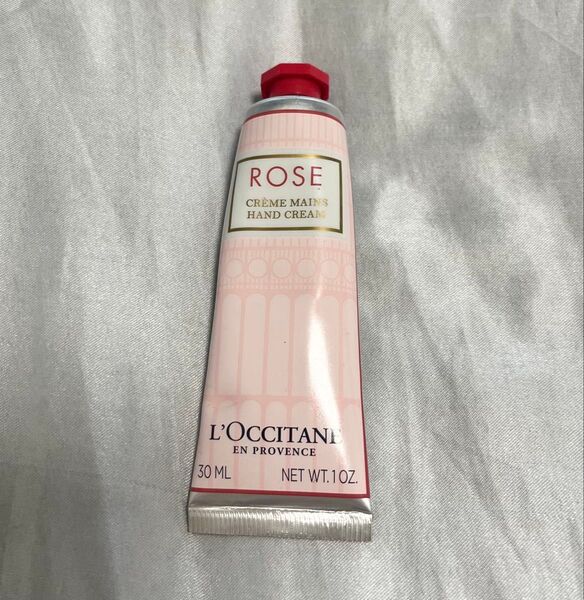 ROSE
CRÈME MAINS
HAND CREAM
L'OCCITANE
EN PROVENCE
30 ML NET WT. 1 OZ.